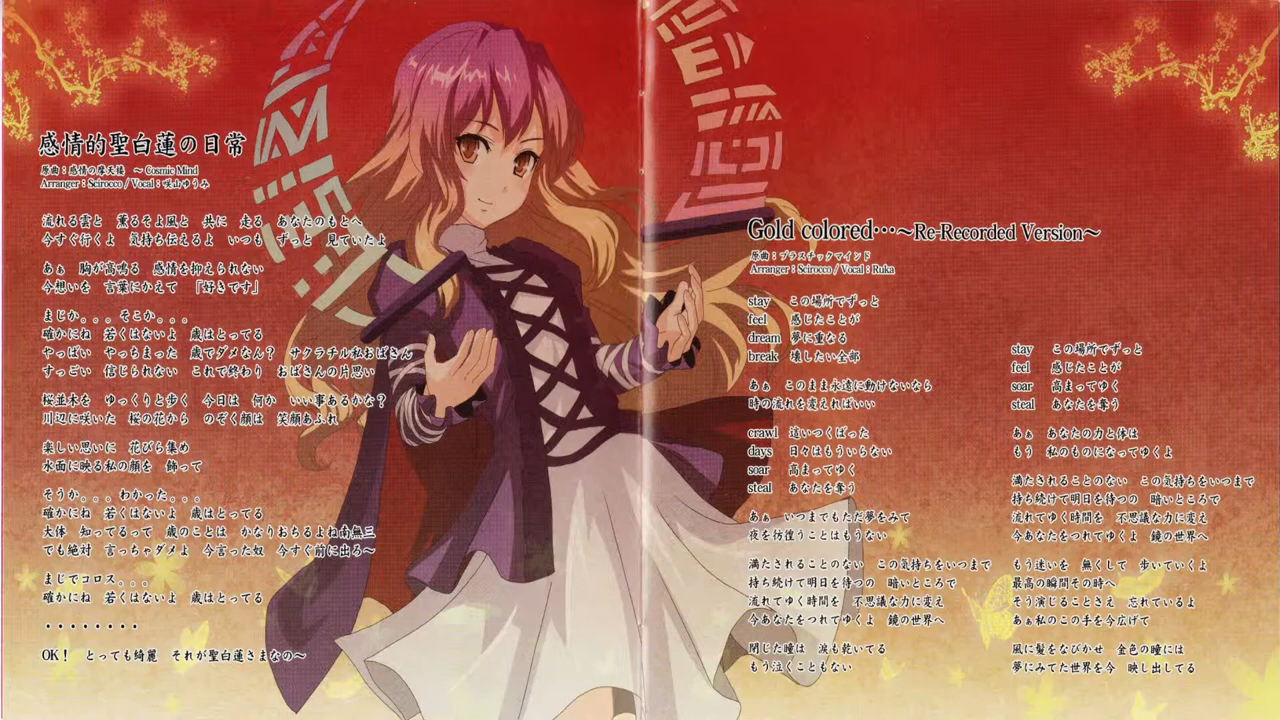 感情的聖白蓮の日常
原曲：感情の摩天楼　～ Cosmic Mind
Arranger : Scirocco / Vocal : 咲山ゆうみ
流れる雲と　薫るそよ風と　共に　走る　あなたのもとへ
今すぐ行くよ　気持ち伝えるよ　いつも　ずっと　見ていたよ
あぁ　胸が高鳴る　感情を抑えられない
今想いを　言葉にかえて　「好きです」
まじか。。。そこか。。。
確かにね　若くはないよ　歳はとってる
やっぱい　やっちまった　歳でダメなん？　サクラチル私おばさん
すっごい　信じられない　これで終わり　おばさんの片思い
桜並木を　ゆっくりと歩く　今日は　何か　いい事あるかな？
川辺に咲いた　桜の花から　のぞく顔は　笑顔あふれ
楽しい思いに　花びら集め
水面に映る私の顔を　飾って
そうか。。。わかった。。。
確かにね　若くはないよ　歳はとってる
大体　知ってるって　歳のことは　かなりおちるよね南無三
でも絶対　言っちゃダメよ　今言った奴　今すぐ前に出ろ～
まじでコロス。。。
確かにね　若くはないよ　歳はとってる
・・・・・・・・
OK！　とっても綺麗　それが聖白蓮さまなの～
Gold colored…～Re-Recorded Version～
原曲：プラスチックマインド
Arranger : Scirocco / Vocal : Ruka
stay　この場所でずっと
feel　感じたことが
dream　夢に重なる
break　壊したい全部
あぁ　このまま永遠に動けないなら
時の流れを変えればいい
crawl　這いつくばった
days　日々はもういらない
soar　高まってゆく
steal　あなたを奪う
あぁ　いつまでもただ夢をみて
夜を彷徨うことはもうない
満たされることのない　この気持ちをいつまで
持ち続けて明日を待つの　暗いところで
流れてゆく時間を　不思議な力に変え
今あなたをつれてゆくよ　鏡の世界へ
閉じた瞳は　涙も乾いてる
もう泣くこともない
stay　この場所でずっと
feel　感じたことが
soar　高まってゆく
steal　あなたを奪う
あぁ　あなたの力と体は
もう　私のものになってゆくよ
満たされることのない　この気持ちをいつまで
持ち続けて明日を待つの　暗いところで
流れてゆく時間を　不思議な力に変え
今あなたをつれてゆくよ　鏡の世界へ
もう迷いを　無くして　歩いていくよ
最高の瞬間その時へ
そう演じることさえ　忘れているよ
あぁ私のこの手を今広げて
風に髪をなびかせ　金色の瞳には
夢にみてた世界を今　映し出してる